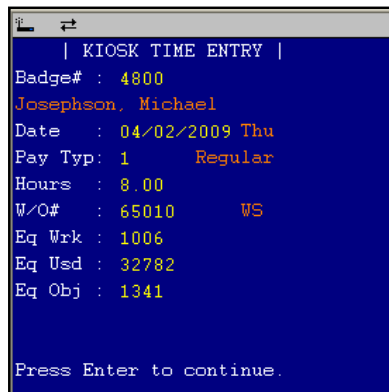 | KIOSK TIME ENTRY |
Badge# : 4800
Josephson, Michael
Date : 04/02/2009 Thu
Pay Typ: 1 Regular
Hours : 8.00
W/O# : 65010 WS
Eq Wrk : 1006
Eq Usd : 32782
Eq Obj : 1341
Press Enter to continue.